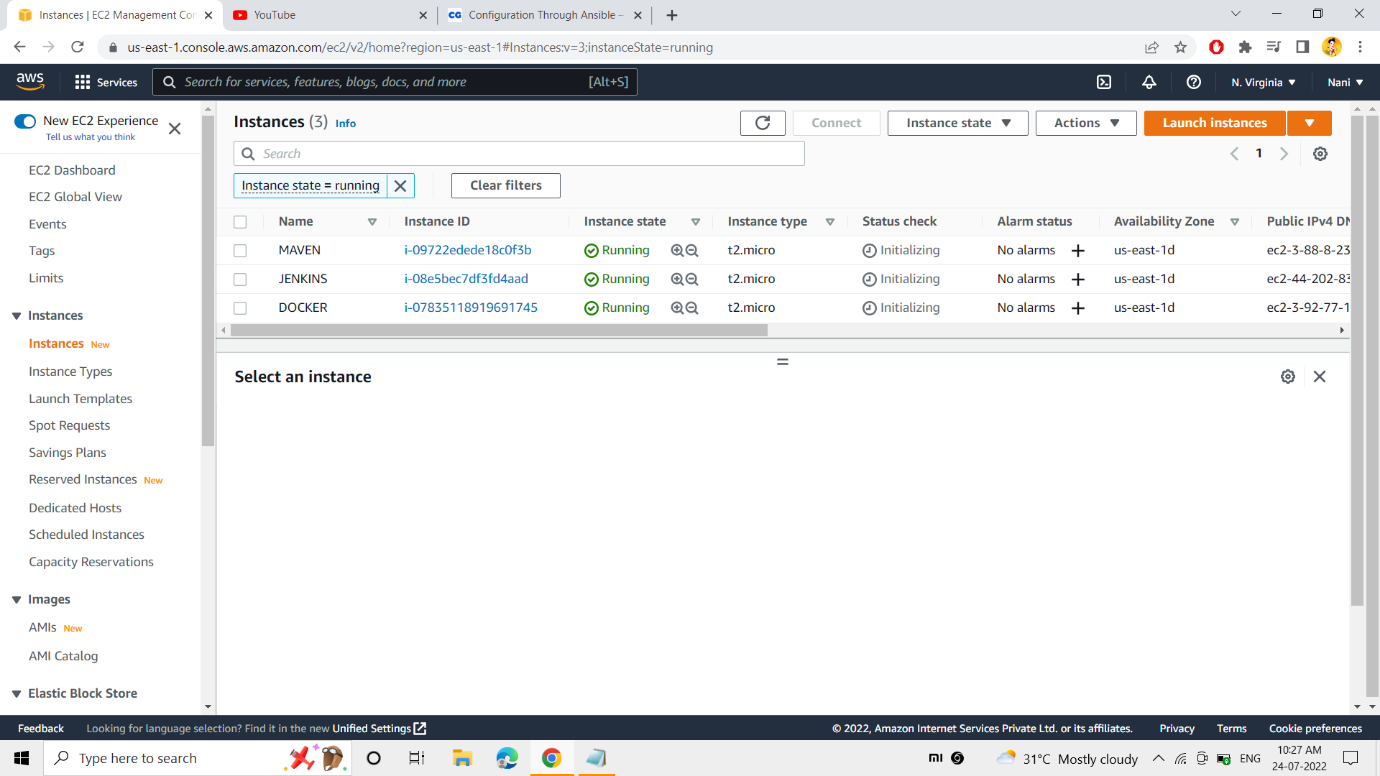 Instances | EC2 Management Con
YouTube
CG Configuration Through Ansible –
us-east-1.console.aws.amazon.com/ec2/v2/home?region=us-east-1#Instances:v=3;instanceState=running
aws Services Search for services, features, blogs, docs, and more [Alt+S] N. Virginia Nani
New EC2 Experience
Tell us what you think
EC2 Dashboard
EC2 Global View
Events
Tags
Limits
Instances
Instances New
Instance Types
Launch Templates
Spot Requests
Savings Plans
Reserved Instances New
Dedicated Hosts
Scheduled Instances
Capacity Reservations
Images
AMIs New
AMI Catalog
Elastic Block Store
Instances (3) Info Connect Instance state Actions Launch instances
Search 1
Instance state = running Clear filters
Name Instance ID Instance state Instance type Status check Alarm status Availability Zone Public IPv4 DN
MAVEN i-09722edede18c0f3b Running t2.micro Initializing No alarms us-east-1d ec2-3-88-8-23
JENKINS i-08e5bec7df3fd4aad Running t2.micro Initializing No alarms us-east-1d ec2-44-202-83
DOCKER i-07835118919691745 Running t2.micro Initializing No alarms us-east-1d ec2-3-92-77-1
Select an instance
Feedback Looking for language selection? Find it in the new Unified Settings © 2022, Amazon Internet Services Private Ltd. or its affiliates. Privacy Terms Cookie preferences
Type here to search 31°C Mostly cloudy ENG 10:27 AM
24-07-2022